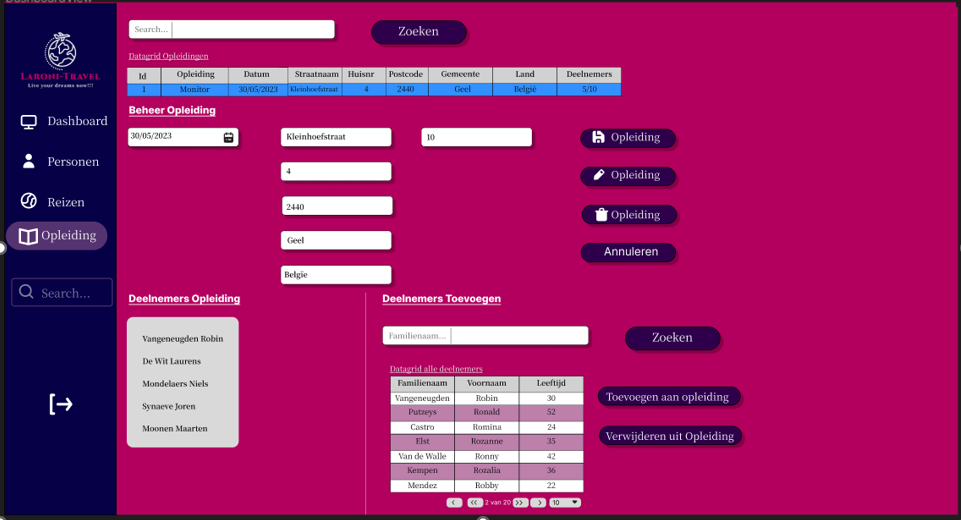 DashboardView
LARONI-TRAVEL
Live your dreams now!!!
Dashboard
Personen
Reizen
Opleiding
Search...
Search...
Zoeken
Datagrid Opleidingen
Id Opleiding Datum Straatnaam Huisnr Postcode Gemeente Land Deelnemers
1 Monitor 30/05/2023 Kleinhoefstraat 4 2440 Geel België 5/10
Beheer Opleiding
30/05/2023 Kleinhoefstraat 10 Opleiding
4 Opleiding
2440 Opleiding
Geel Annuleren
Belgie
Deelnemers Opleiding
Vangeneugden Robin
De Wit Laurens
Mondelaers Niels
Synaeve Joren
Moonen Maarten
Deelnemers Toevoegen
Familienaam... Zoeken
Datagrid alle deelnemers
Familienaam Voornaam Leeftijd
Vangeneugden Robin 30
Putzeys Ronald 52
Castro Romina 24
Elst Rozanne 35
Van de Walle Ronny 42
Kempen Rozalia 36
Mendez Robby 22
Toevoegen aan opleiding
Verwijderen uit Opleiding
< << 2 van 20 >> > 10